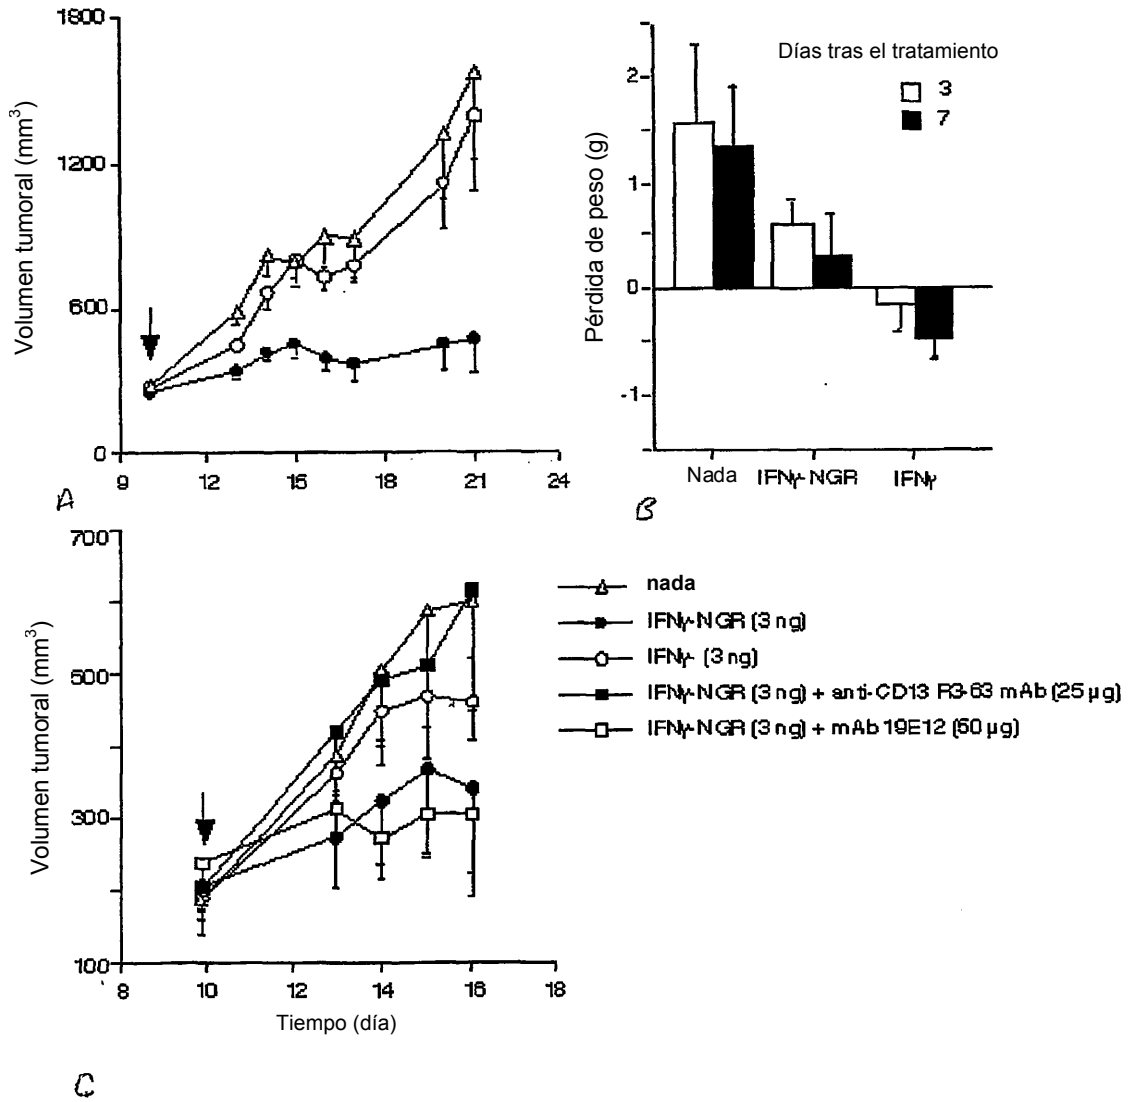 Volumen tumoral (mm3)
1800
1200
600
0
9
12
15
18
21
24
A
Pérdida de peso (g)
2
1
0
-1
Días tras el tratamiento
3
7
Nada
IFNγ-NGR
IFNγ
B
Volumen tumoral (mm3)
700
500
300
100
8
10
12
14
16
18
Tiempo (día)
nada
IFNγ-NGR (3 ng)
IFNγ- (3 ng)
IFNγ-NGR (3 ng) + anti-CD13 R3-63 mAb (25 µg)
IFNγ-NGR (3 ng) + mAb 19E12 (50 µg)
C